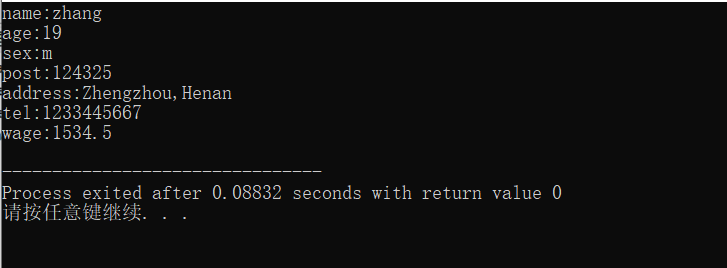 name:zhang
age:19
sex:m
post:124325
address:Zhengzhou,Henan
tel:1233445667
wage:1534.5
--------------------------------
Process exited after 0.08832 seconds with return value 0
请按任意键继续. . .